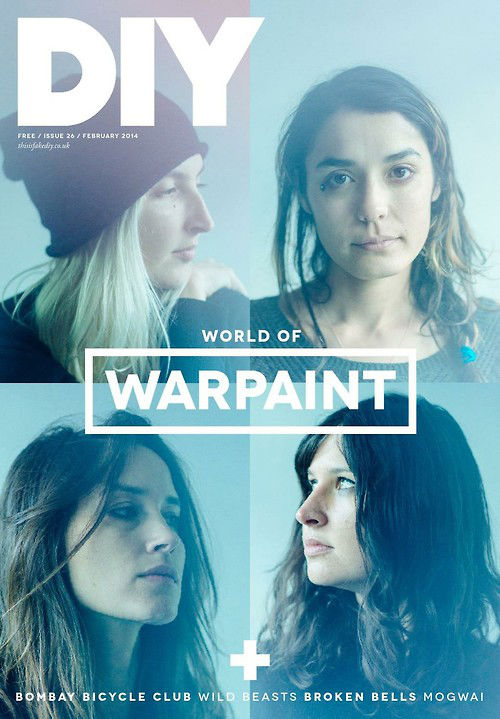 DIY
FREE / ISSUE 26 / FEBRUARY 2014
thisisfakediy.co.uk
WORLD OF
WARPAINT
+
BOMBAY BICYCLE CLUB WILD BEASTS BROKEN BELLS MOGWAI